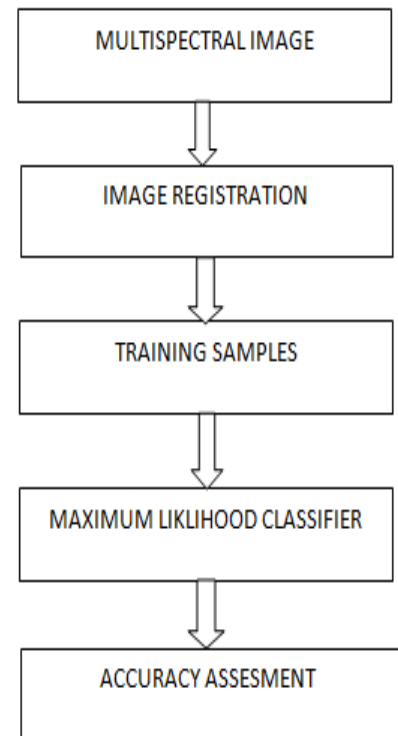 MULTISPECTRAL IMAGE
IMAGE REGISTRATION
TRAINING SAMPLES
MAXIMUM LIKLIHOOD CLASSIFIER
ACCURACY ASSESMENT